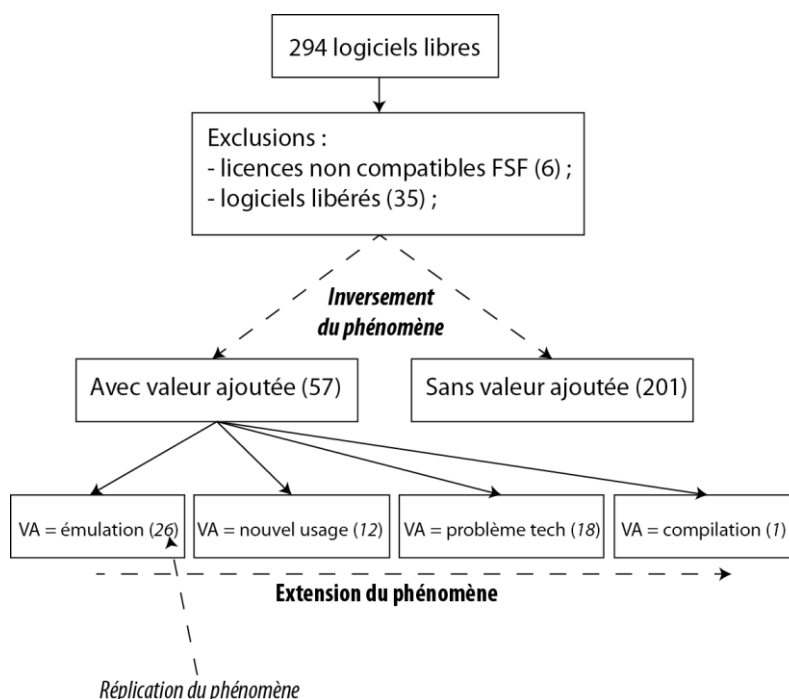 294 logiciels libres
Exclusions :
- licences non compatibles FSF (6) ;
- logiciels libérés (35) ;
Inversement
du phénomène
Avec valeur ajoutée (57)
Sans valeur ajoutée (201)
VA = émulation (26)
VA = nouvel usage (12)
VA = problème tech (18)
VA = compilation (1)
Extension du phénomène
Réplication du phénomène